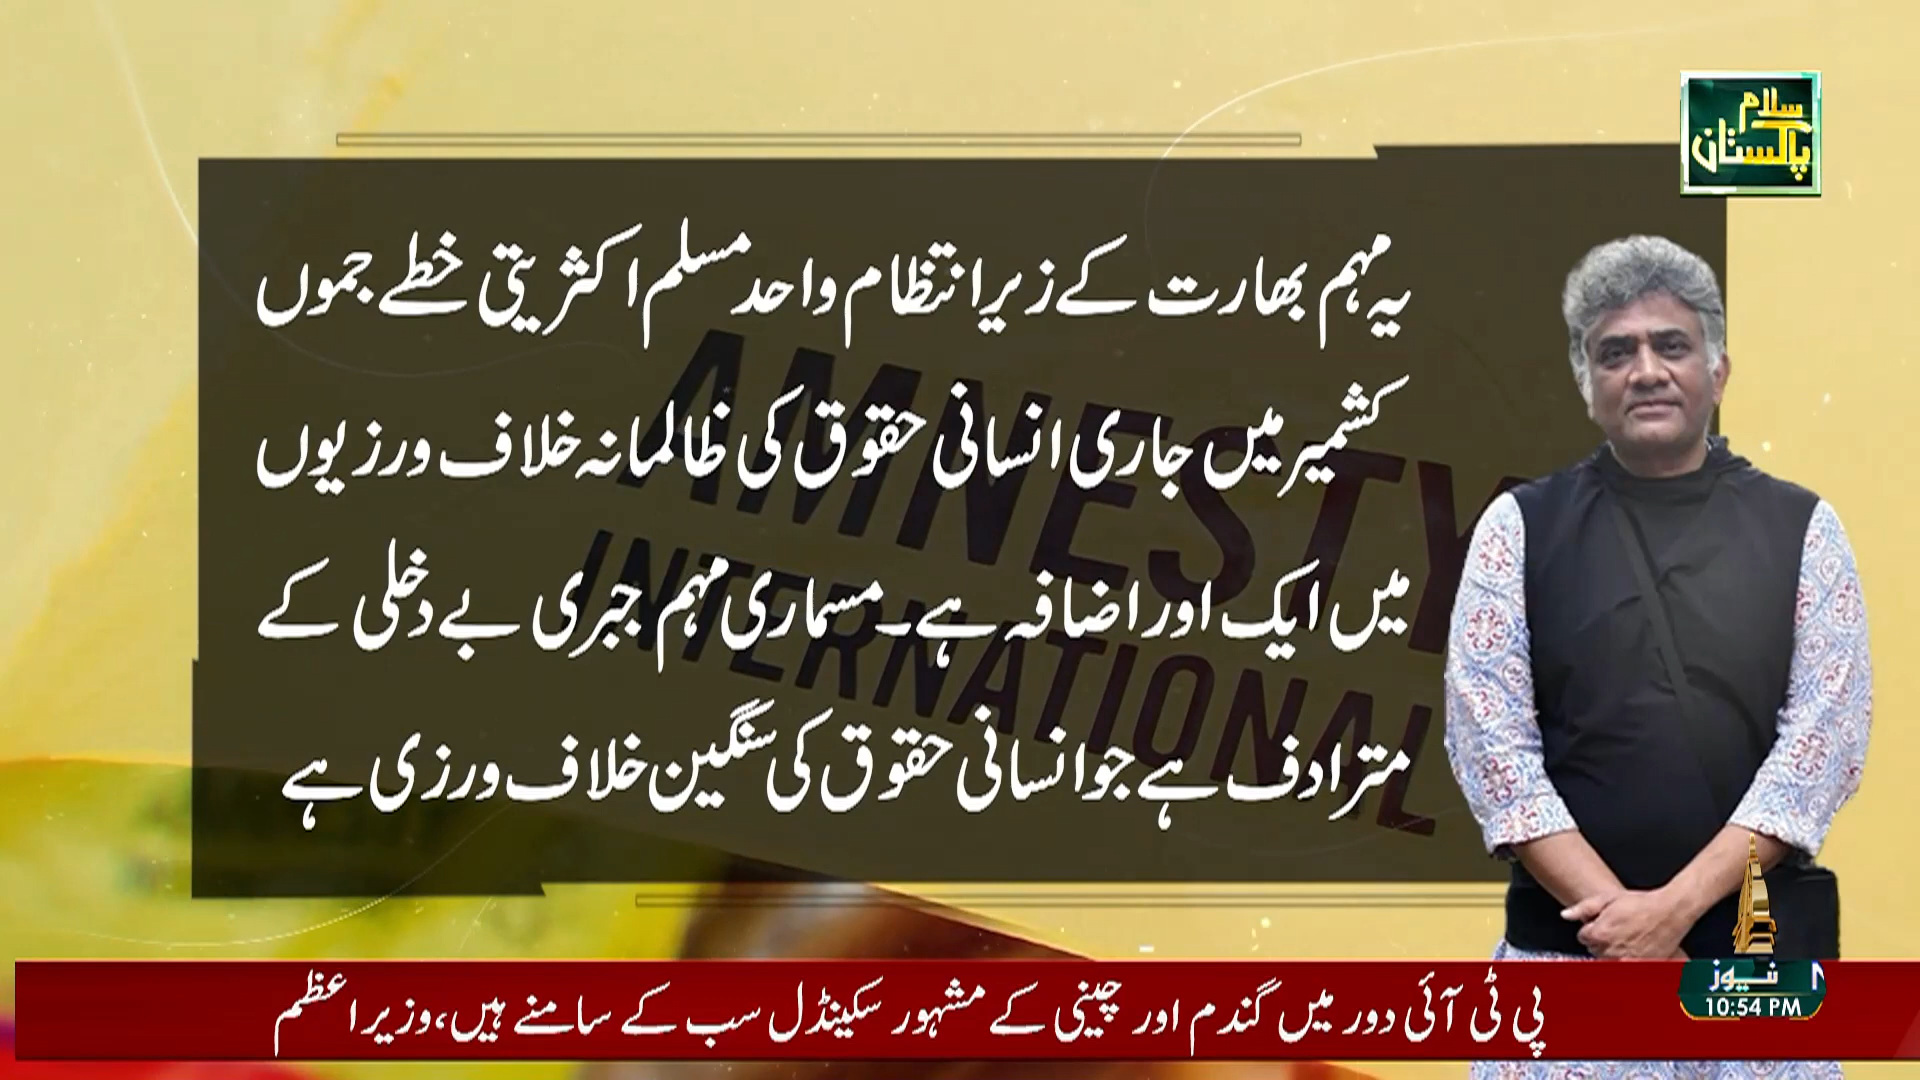 سلام
پاکستان
یہ مہم بھارت کے زیر انتظام واحد مسلم اکثریتی خطے جموں
کشمیر میں جاری انسانی حقوق کی ظالمانہ خلاف ورزیوں
میں ایک اور اضافہ ہے۔ مسماری مہم جبری بے دخلی کے
مترادف ہے جو انسانی حقوق کی سنگین خلاف ورزی ہے
AMNESTY
INTERNATIONAL
نیوز N
10:54 PM
پی ٹی آئی دور میں گندم اور چینی کے مشہور سکینڈل سب کے سامنے ہیں، وزیر اعظم